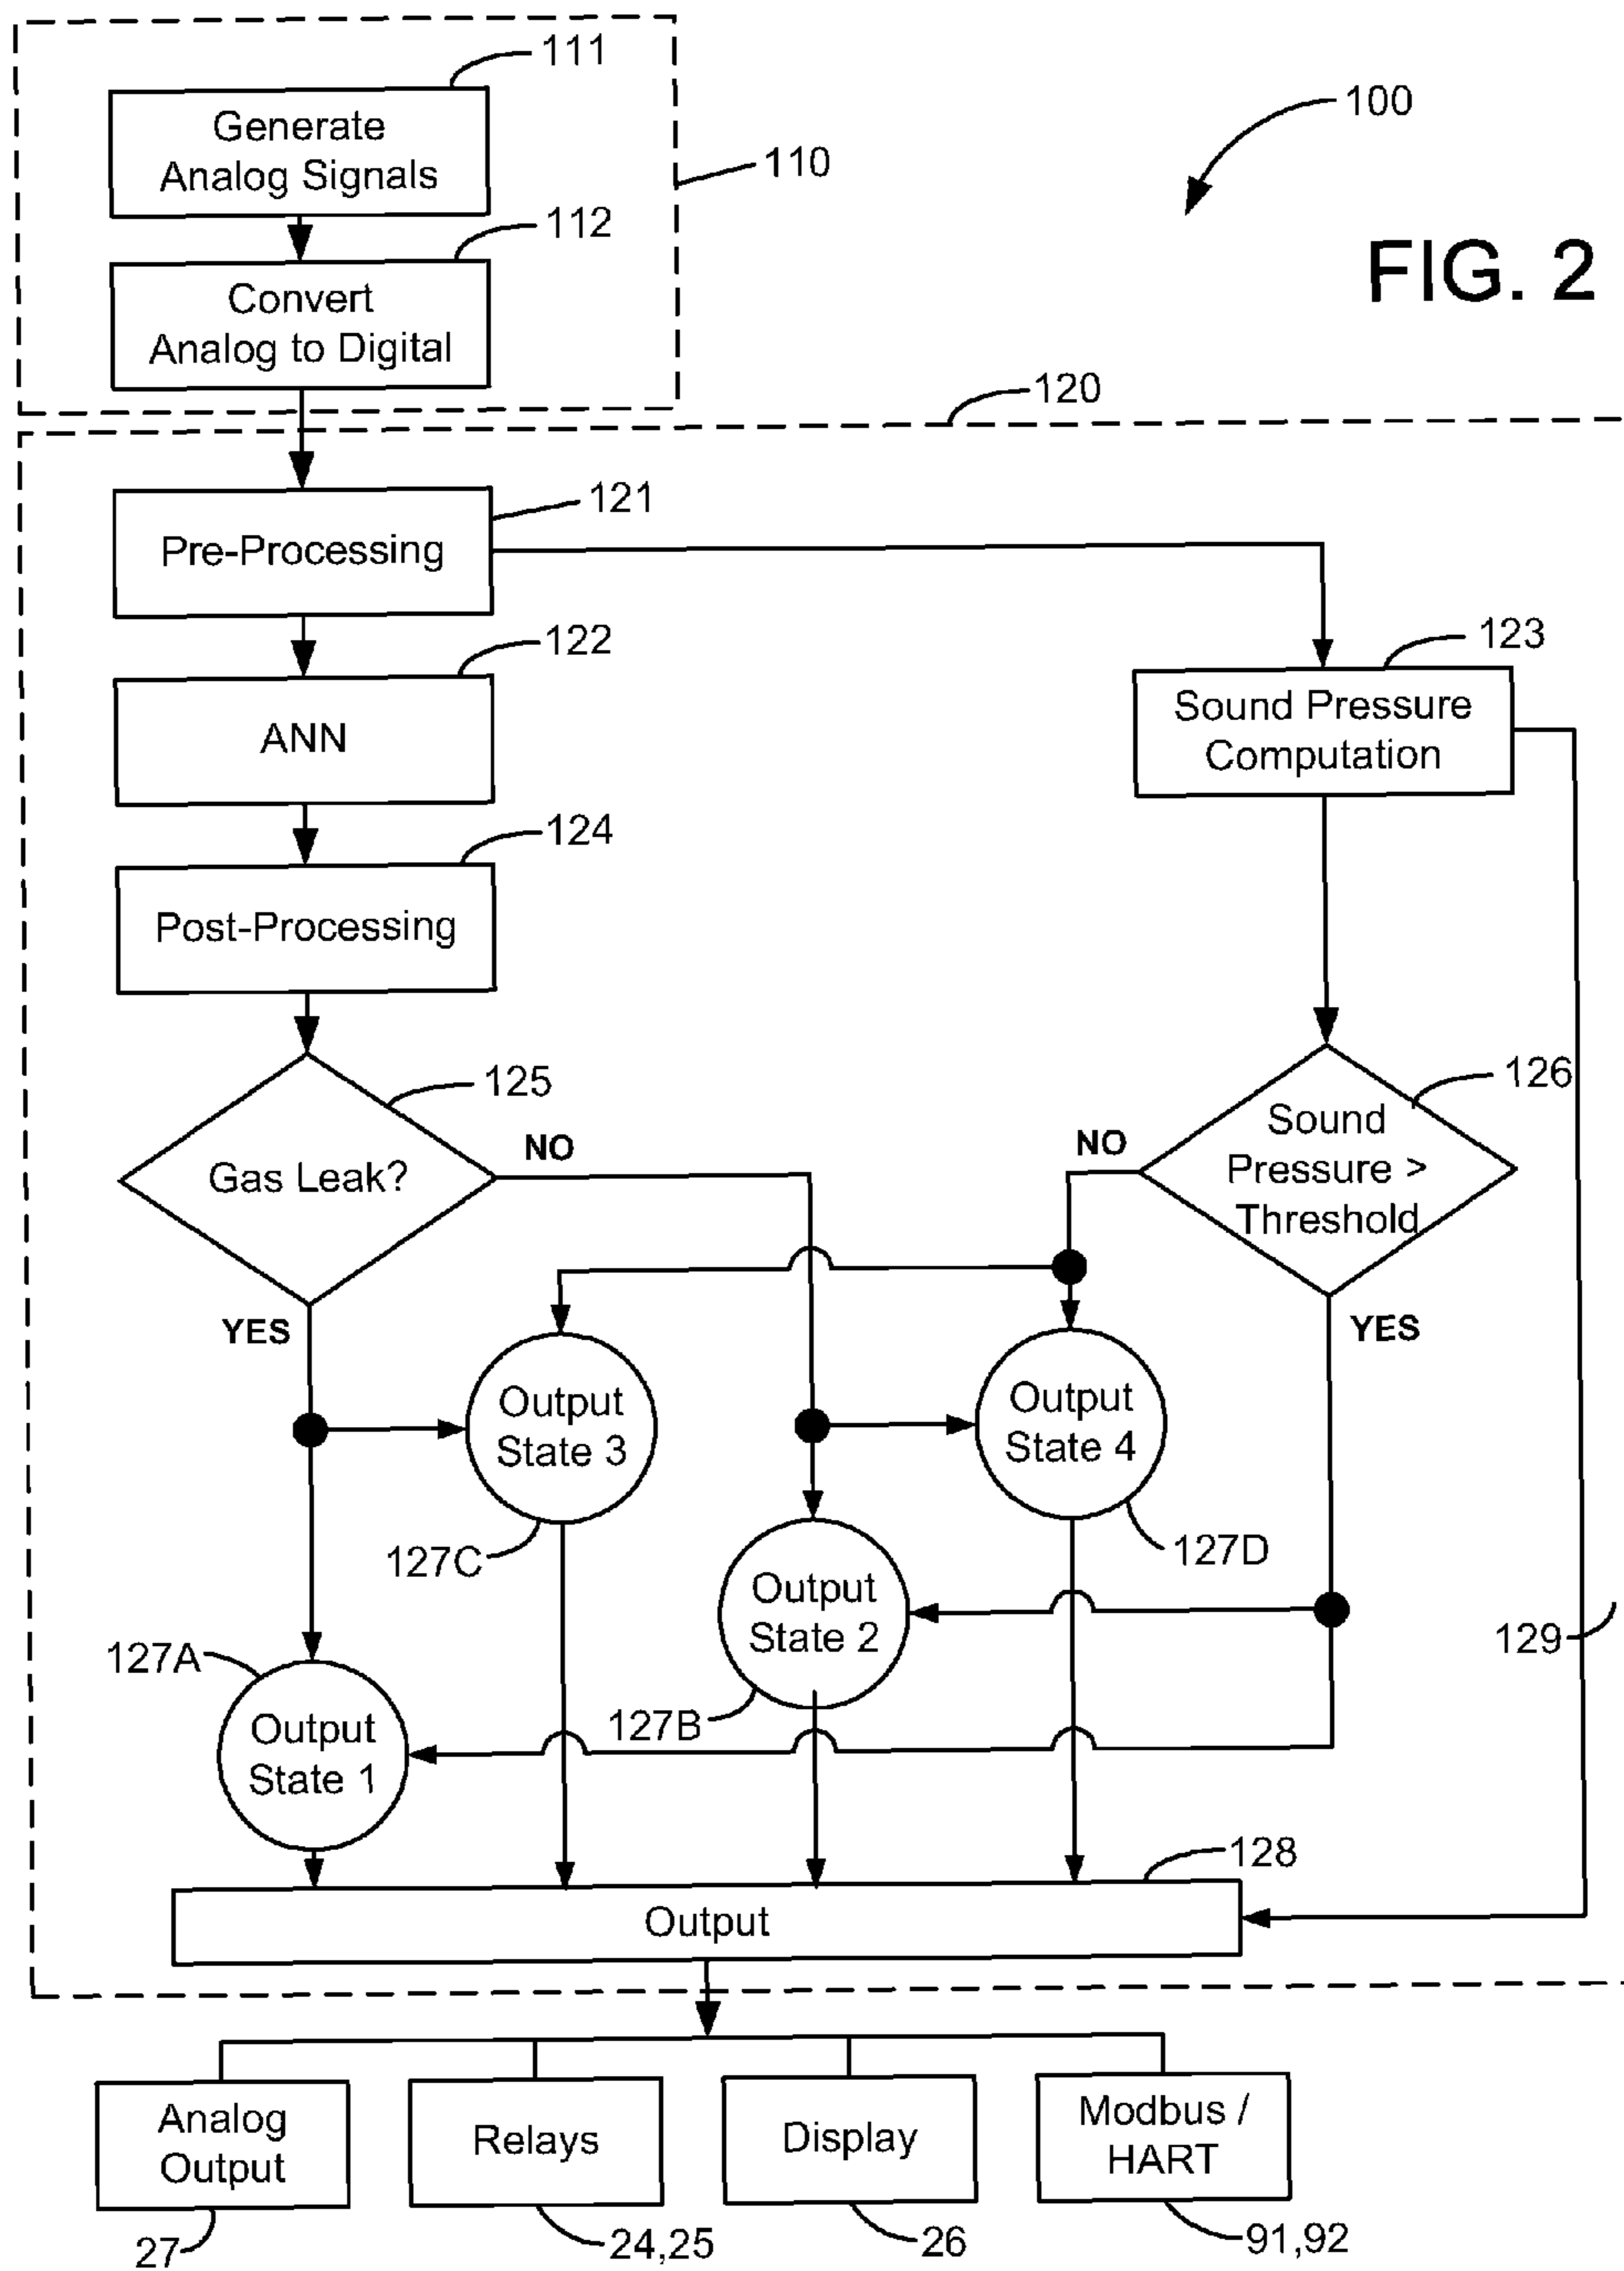 111
Generate
Analog Signals
110
100
112
Convert
Analog to Digital
FIG. 2
120
121
Pre-Processing
122
ANN
123
Sound Pressure
Computation
124
Post-Processing
125
Gas Leak?
NO
YES
126
Sound
Pressure >
Threshold
NO
YES
Output
State 3
127C
Output
State 4
127D
Output
State 2
127B
129
127A
Output
State 1
128
Output
Analog
Output
27
Relays
24,25
Display
26
Modbus /
HART
91,92